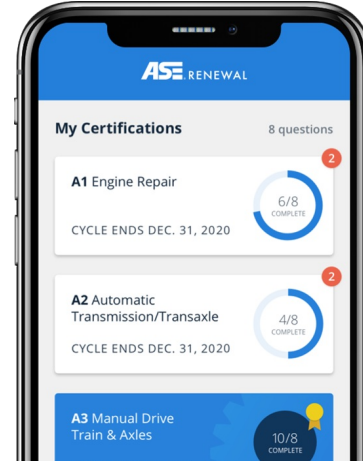 ASE RENEWAL
My Certifications 8 questions
2
A1 Engine Repair
6/8
COMPLETE
CYCLE ENDS DEC. 31, 2020
2
A2 Automatic
Transmission/Transaxle
4/8
COMPLETE
CYCLE ENDS DEC. 31, 2020
A3 Manual Drive
Train & Axles
10/8
COMPLETE